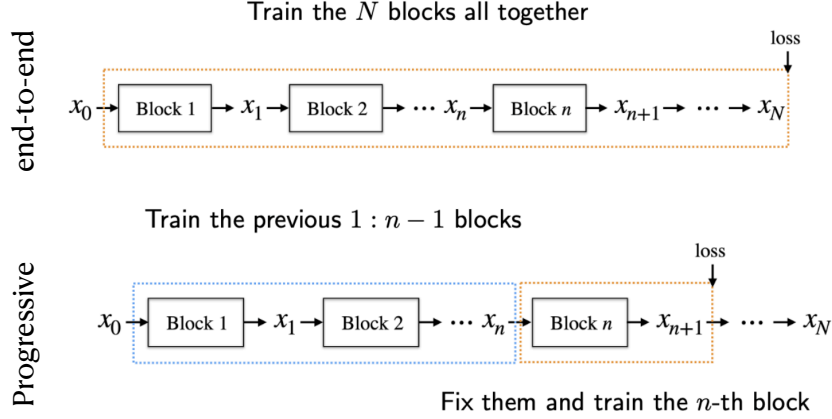 Train the N blocks all together
end-to-end
loss
x₀ Block 1 x₁ Block 2 ··· xₙ Block n xₙ₊₁ ··· x_N
Train the previous 1 : n − 1 blocks
Progressive
loss
x₀ Block 1 x₁ Block 2 ··· xₙ Block n xₙ₊₁ ··· x_N
Fix them and train the n-th block